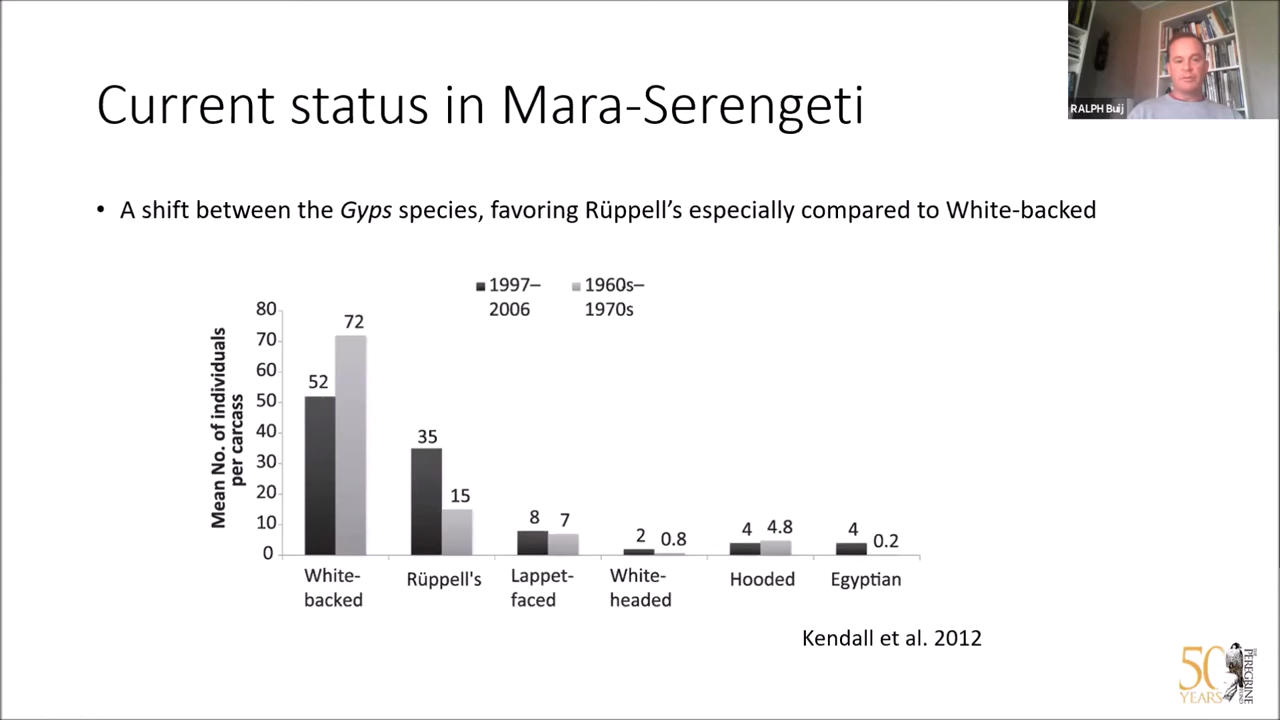 RALPH Buij
Current status in Mara-Serengeti
• A shift between the Gyps species, favoring Rüppell's especially compared to White-backed
1997–
2006
1960s–
1970s
Mean No. of individuals
per carcass
80
70
60
50
40
30
20
10
0
52
72
35
15
8
7
2
0.8
4
4.8
4
0.2
White-
backed
Rüppell's
Lappet-
faced
White-
headed
Hooded
Egyptian
Kendall et al. 2012
50
YEARS
THE
PEREGRINE
FUND